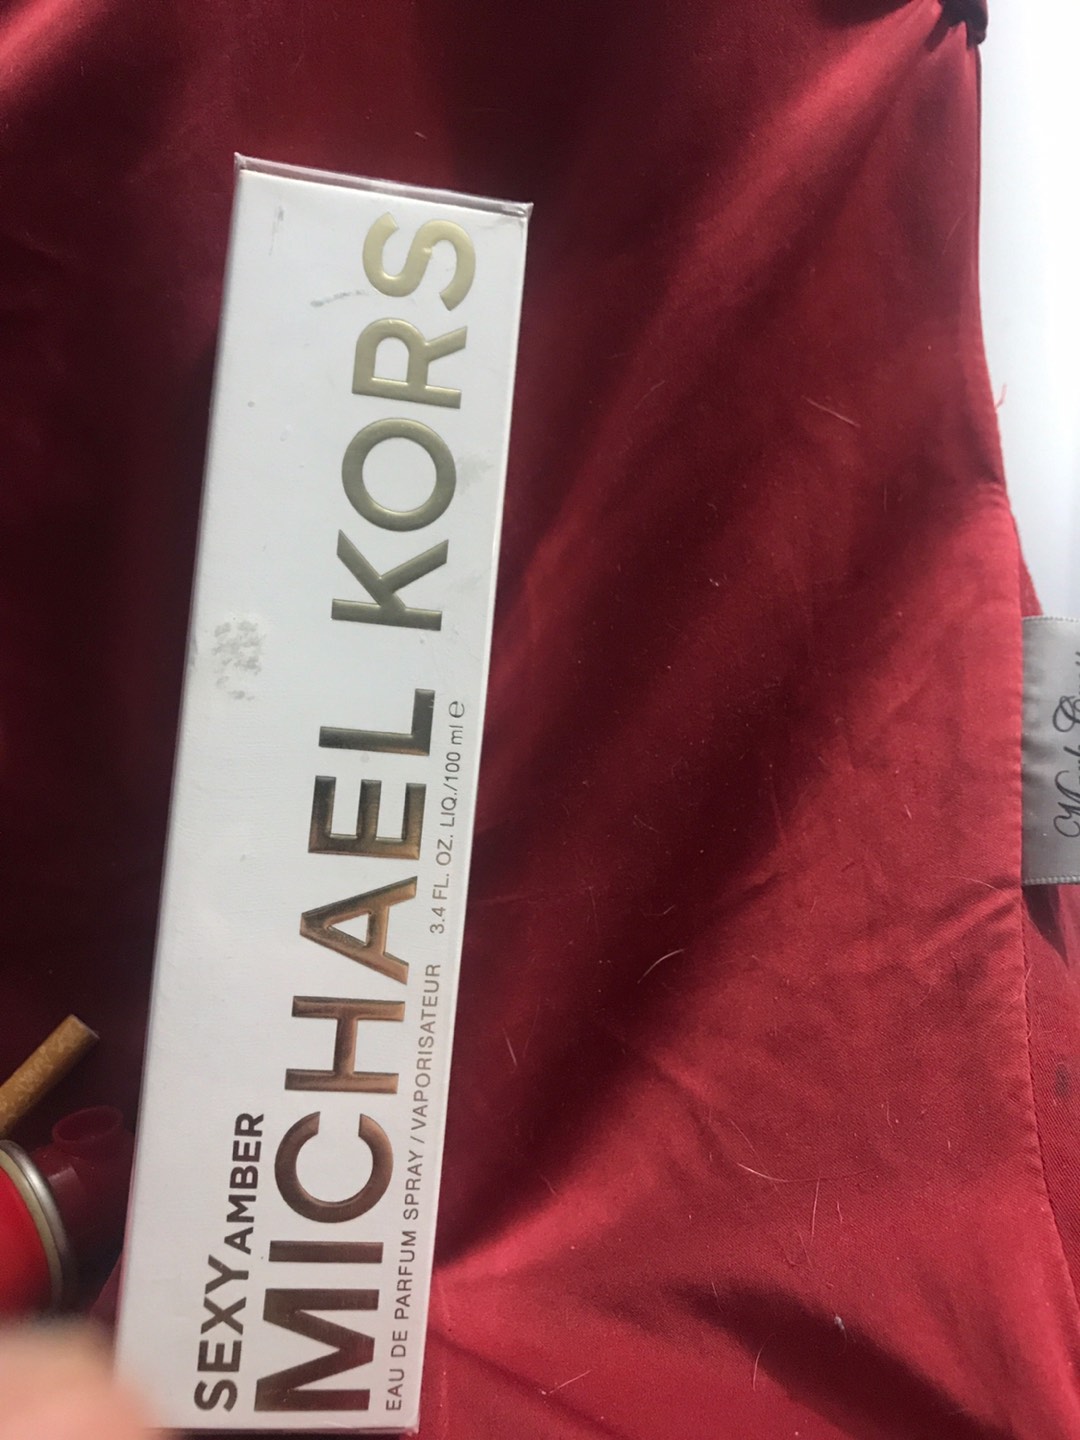 SEXY AMBER
MICHAEL KORS
EAU DE PARFUM SPRAY / VAPORISATEUR 3.4 FL. OZ. LIQ./100 ml e